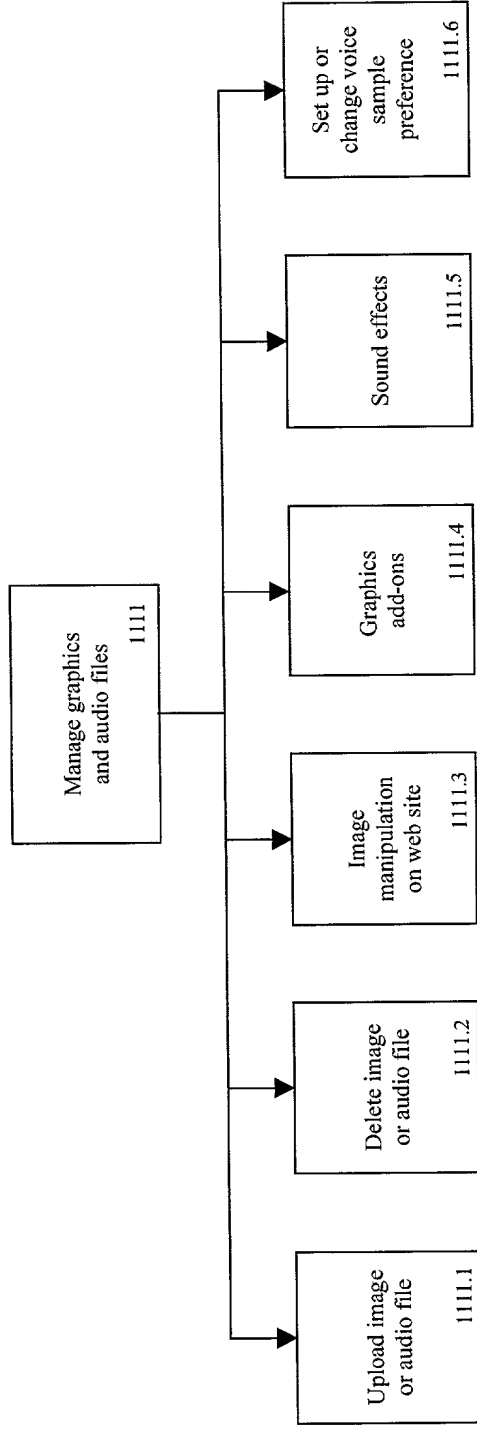 Manage graphics
and audio files
1111
Upload image
or audio file
1111.1
Delete image
or audio file
1111.2
Image
manipulation
on web site
1111.3
Graphics
add-ons
1111.4
Sound effects
1111.5
Set up or
change voice
sample
preference
1111.6